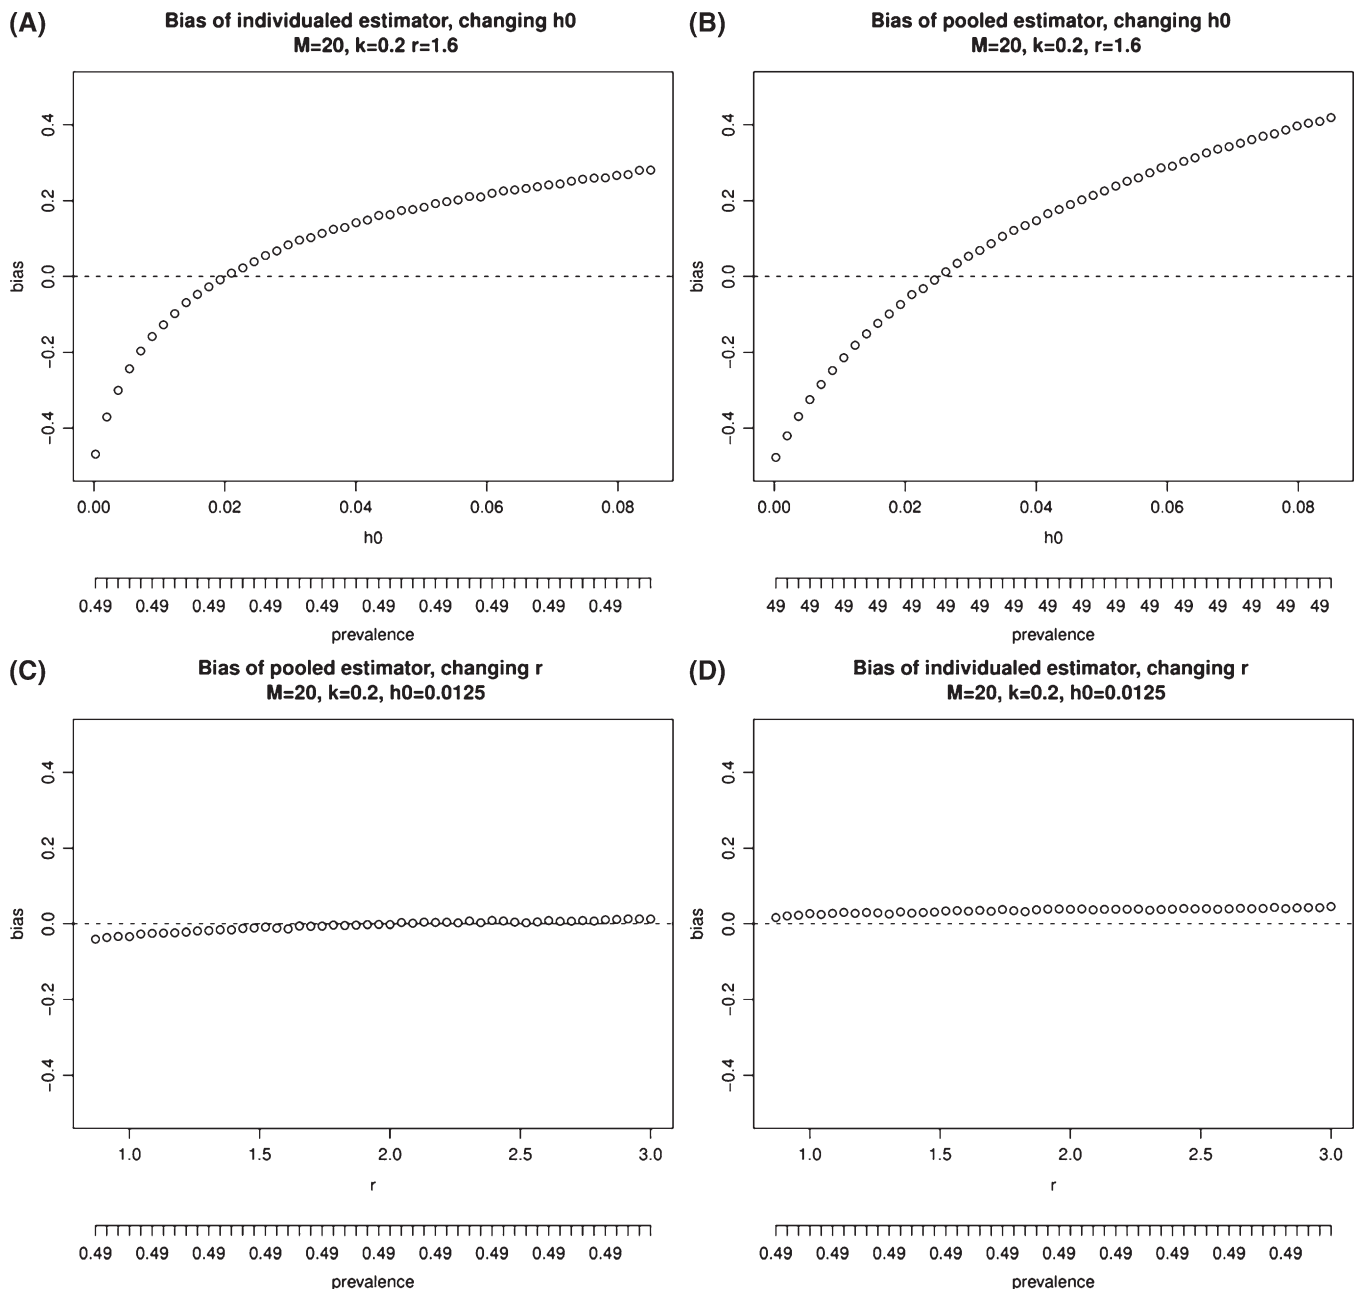 (A)
Bias of individualed estimator, changing h0
M=20, k=0.2 r=1.6
bias
0.4
0.2
0.0
−0.2
−0.4
0.00 0.02 0.04 0.06 0.08
h0
0.49 0.49 0.49 0.49 0.49 0.49 0.49 0.49 0.49 0.49
prevalence
(B)
Bias of pooled estimator, changing h0
M=20, k=0.2, r=1.6
bias
0.4
0.2
0.0
−0.2
−0.4
0.00 0.02 0.04 0.06 0.08
h0
49 49 49 49 49 49 49 49 49 49 49 49 49 49 49 49 49
prevalence
(C)
Bias of pooled estimator, changing r
M=20, k=0.2, h0=0.0125
bias
0.4
0.2
0.0
−0.2
−0.4
1.0 1.5 2.0 2.5 3.0
r
0.49 0.49 0.49 0.49 0.49 0.49 0.49 0.49 0.49 0.49
prevalence
(D)
Bias of individualed estimator, changing r
M=20, k=0.2, h0=0.0125
bias
0.4
0.2
0.0
−0.2
−0.4
1.0 1.5 2.0 2.5 3.0
r
0.49 0.49 0.49 0.49 0.49 0.49 0.49 0.49 0.49 0.49
prevalence